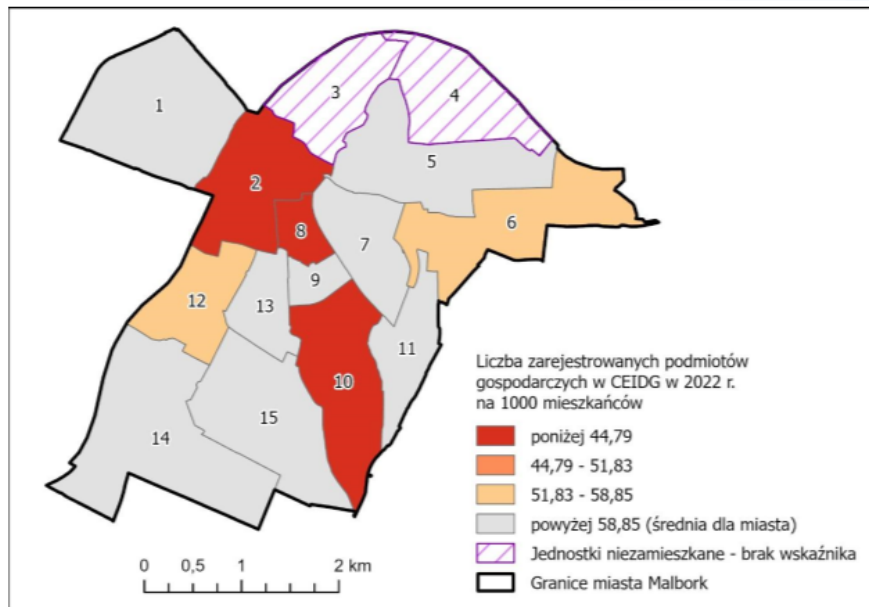 1
3
4
5
2
6
8
7
9
12
13
11
10
15
14
Liczba zarejestrowanych podmiotów
gospodarczych w CEIDG w 2022 r.
na 1000 mieszkańców
poniżej 44,79
44,79 - 51,83
51,83 - 58,85
powyżej 58,85 (średnia dla miasta)
Jednostki niezamieszkane - brak wskaźnika
Granice miasta Malbork
0 0,5 1 2 km